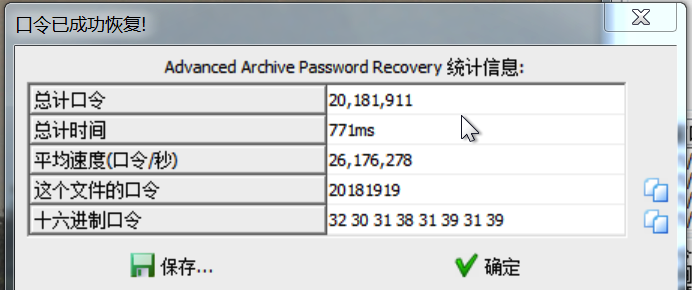 口令已成功恢复!
Advanced Archive Password Recovery 统计信息:
总计口令 20,181,911
总计时间 771ms
平均速度(口令/秒) 26,176,278
这个文件的口令 20181919
十六进制口令 32 30 31 38 31 39 31 39
保存... 确定